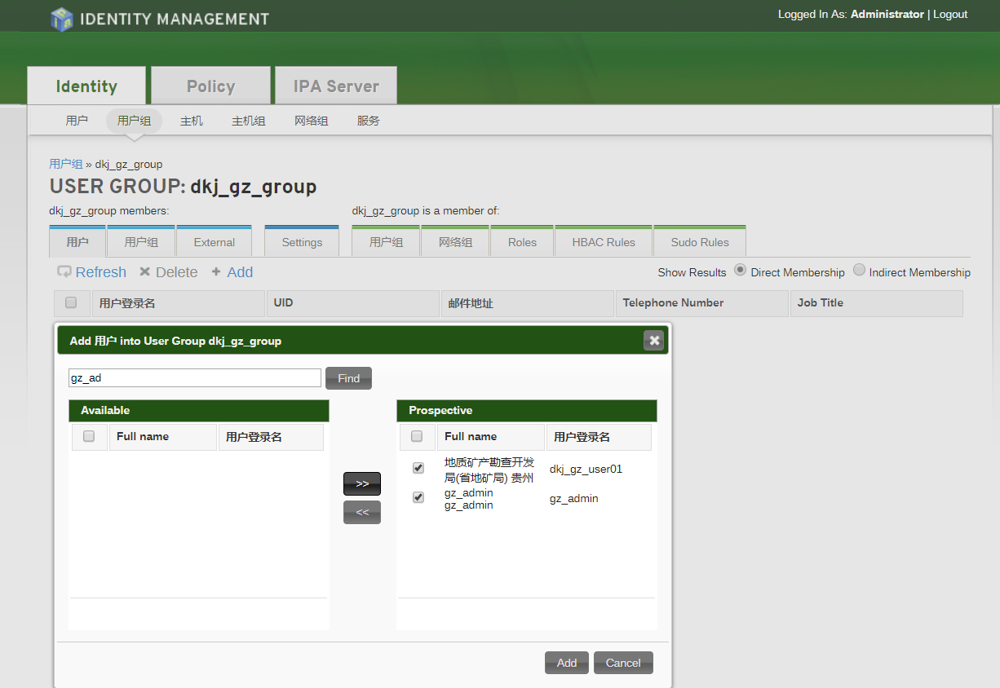 IDENTITY MANAGEMENT
Logged In As: Administrator | Logout
Identity Policy IPA Server
用户 用户组 主机 主机组 网络组 服务
用户组 » dkj_gz_group
USER GROUP: dkj_gz_group
dkj_gz_group members: dkj_gz_group is a member of:
用户 用户组 External Settings 用户组 网络组 Roles HBAC Rules Sudo Rules
Refresh Delete Add Show Results Direct Membership Indirect Membership
用户登录名 UID 邮件地址 Telephone Number Job Title
Add 用户 into User Group dkj_gz_group
gz_ad Find
Available Prospective
Full name 用户登录名 Full name 用户登录名
地质矿产勘查开发
局(省地矿局) 贵州 dkj_gz_user01
gz_admin
gz_admin gz_admin
>>
<<
Add Cancel